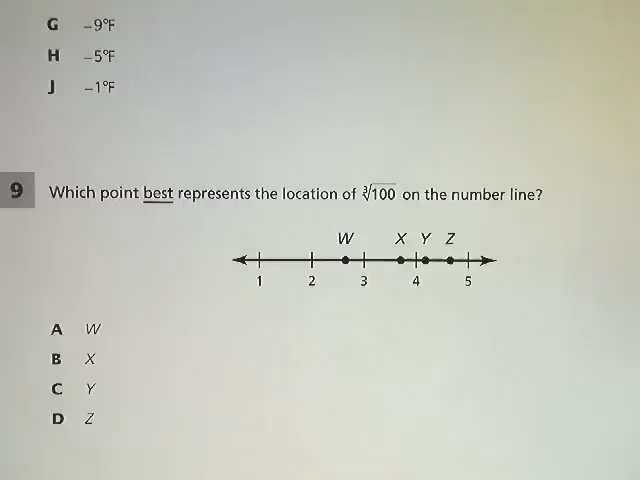 G -9°F
H -5°F
J -1°F
9 Which point best represents the location of ∛100 on the number line?
W X Y Z
1 2 3 4 5
A W
B X
C Y
D Z